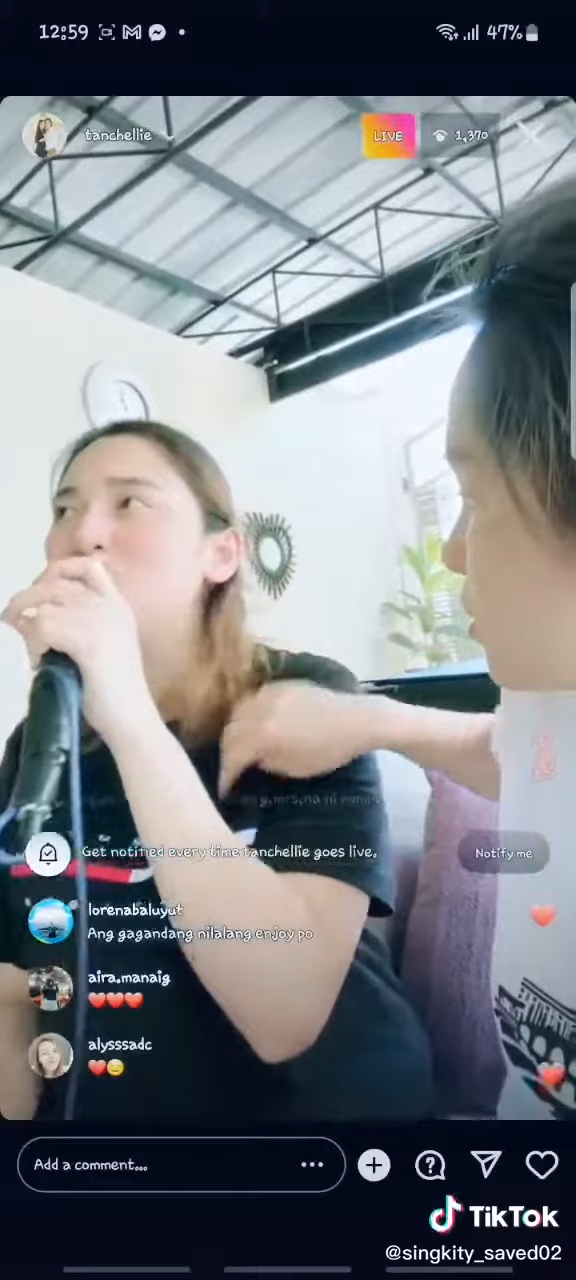 12:59
47%
tanchellie
LIVE
1,370
Get notified every time tanchellie goes live.
Notify me
lorenabaluyut
Ang gagandang nilalang enjoy po
aira.manaig
alysssadc
Add a comment...
TikTok
@singkity_saved02